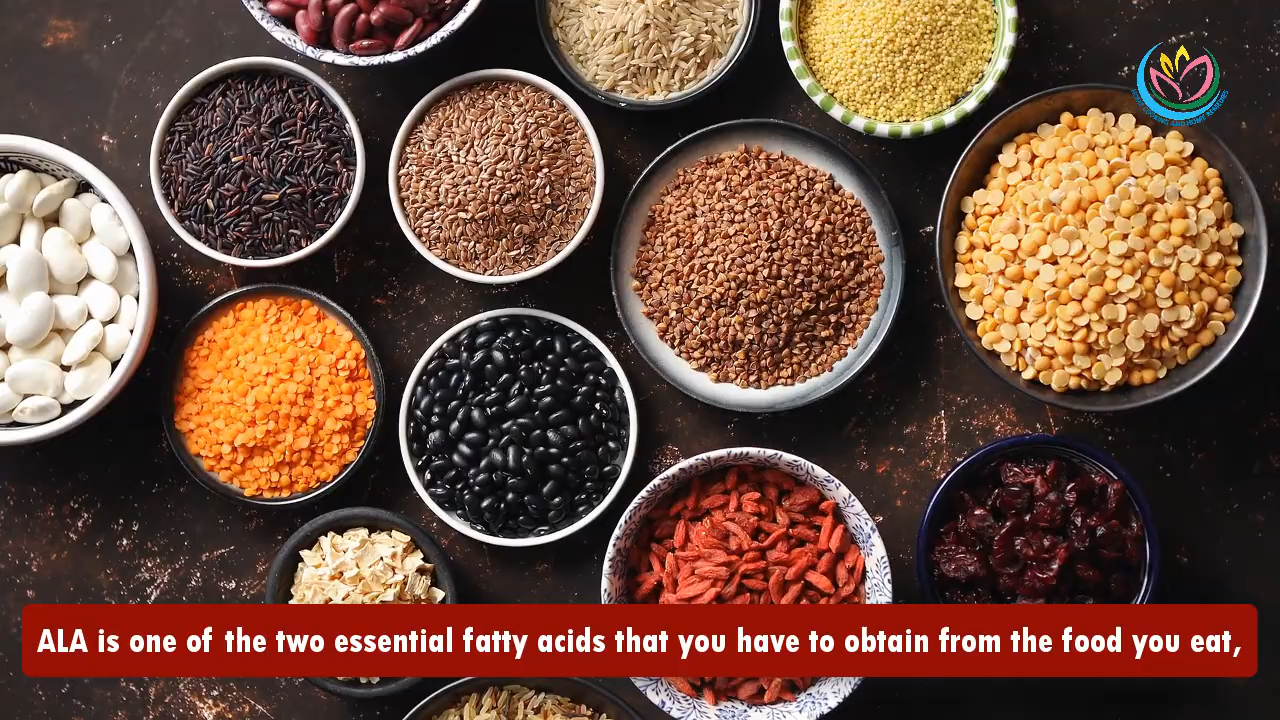 ALA is one of the two essential fatty acids that you have to obtain from the food you eat,